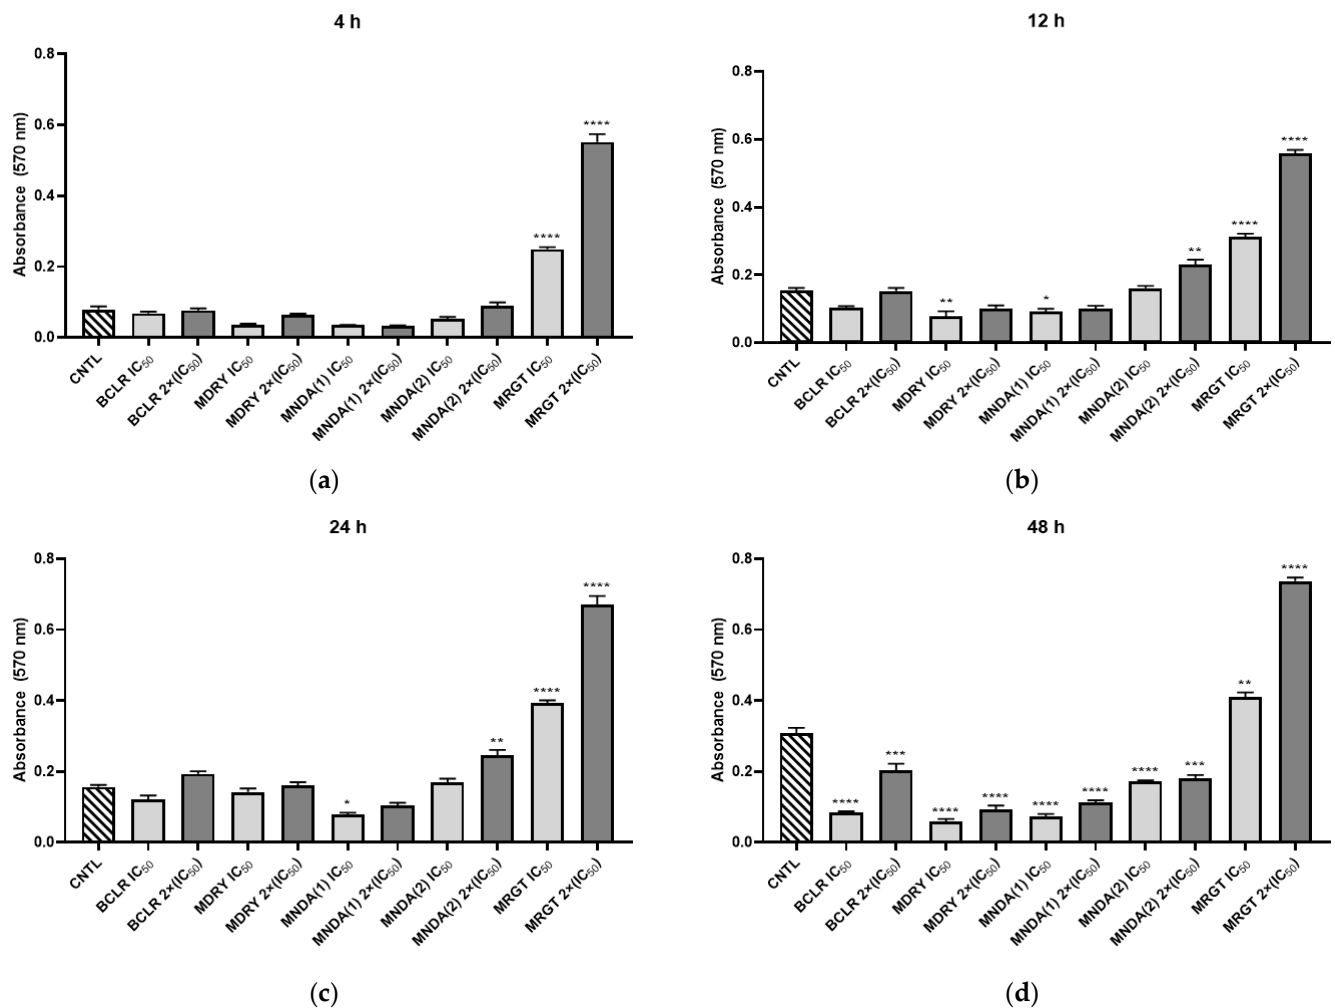 4 h
Absorbance (570 nm)
0.8
0.6
0.4
0.2
0.0
****
****
CNTL
BCLR IC₅₀
BCLR 2×(IC₅₀)
MDRY IC₅₀
MDRY 2×(IC₅₀)
MNDA(1) IC₅₀
MNDA(1) 2×(IC₅₀)
MNDA(2) IC₅₀
MNDA(2) 2×(IC₅₀)
MRGT IC₅₀
MRGT 2×(IC₅₀)
(a)
12 h
Absorbance (570 nm)
0.8
0.6
0.4
0.2
0.0
**
*
**
****
****
CNTL
BCLR IC₅₀
BCLR 2×(IC₅₀)
MDRY IC₅₀
MDRY 2×(IC₅₀)
MNDA(1) IC₅₀
MNDA(1) 2×(IC₅₀)
MNDA(2) IC₅₀
MNDA(2) 2×(IC₅₀)
MRGT IC₅₀
MRGT 2×(IC₅₀)
(b)
24 h
Absorbance (570 nm)
0.8
0.6
0.4
0.2
0.0
*
**
****
****
CNTL
BCLR IC₅₀
BCLR 2×(IC₅₀)
MDRY IC₅₀
MDRY 2×(IC₅₀)
MNDA(1) IC₅₀
MNDA(1) 2×(IC₅₀)
MNDA(2) IC₅₀
MNDA(2) 2×(IC₅₀)
MRGT IC₅₀
MRGT 2×(IC₅₀)
(c)
48 h
Absorbance (570 nm)
0.8
0.6
0.4
0.2
0.0
****
***
****
****
****
****
****
***
**
****
CNTL
BCLR IC₅₀
BCLR 2×(IC₅₀)
MDRY IC₅₀
MDRY 2×(IC₅₀)
MNDA(1) IC₅₀
MNDA(1) 2×(IC₅₀)
MNDA(2) IC₅₀
MNDA(2) 2×(IC₅₀)
MRGT IC₅₀
MRGT 2×(IC₅₀)
(d)